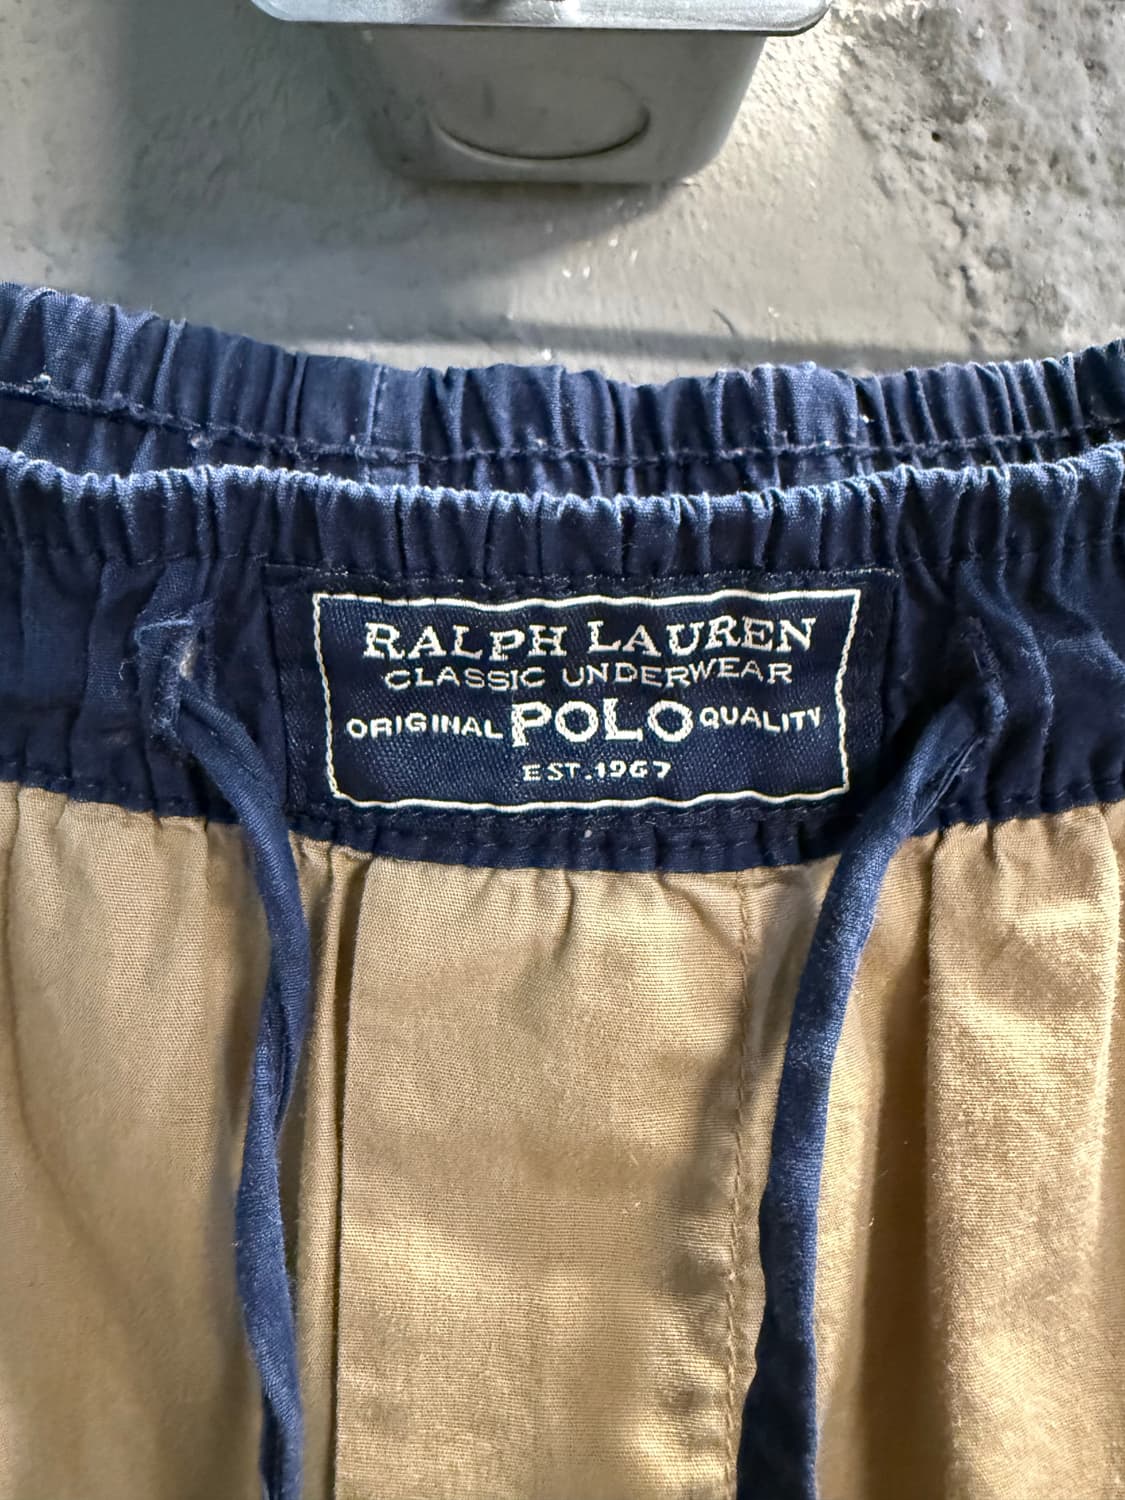 RALPH LAUREN
CLASSIC UNDERWEAR
ORIGINAL POLO QUALITY
EST.1967